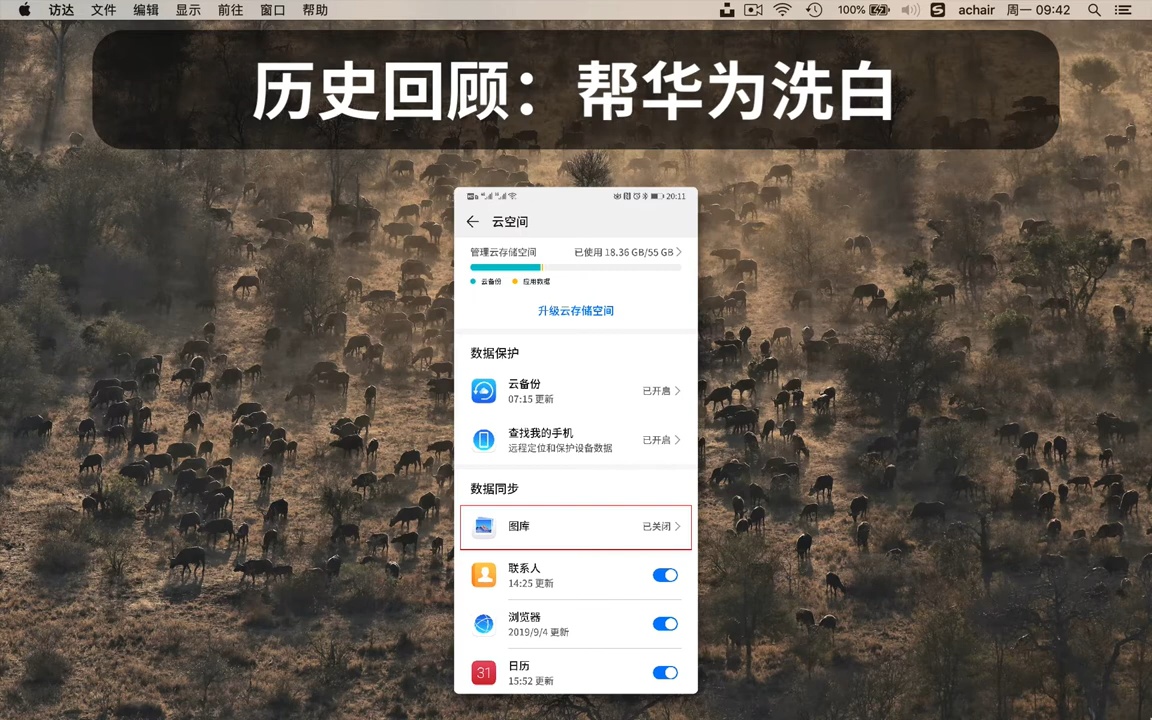 访达 文件 编辑 显示 前往 窗口 帮助 100% achair 周一 09:42
历史回顾：帮华为洗白
20:11
云空间
管理云存储空间 已使用 18.36 GB/55 GB
云备份 应用数据
升级云存储空间
数据保护
云备份
07:15 更新
已开启
查找我的手机
远程定位和保护设备数据
已开启
数据同步
图库 已关闭
联系人
14:25 更新
浏览器
2019/9/4 更新
31
日历
15:52 更新